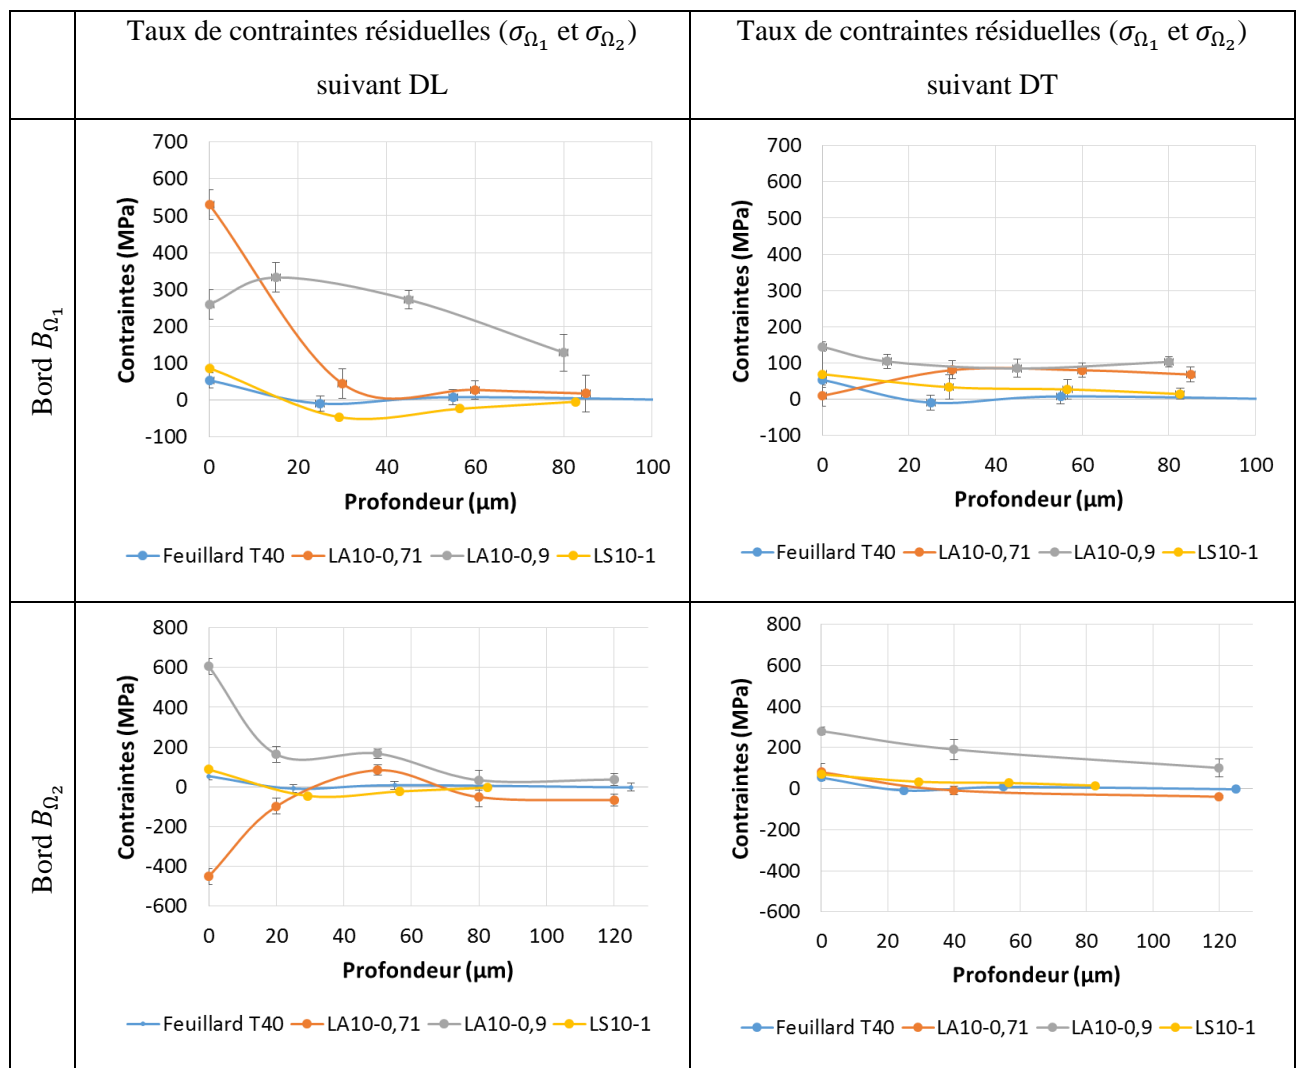 Taux de contraintes résiduelles (σΩ₁ et σΩ₂)
suivant DL
Taux de contraintes résiduelles (σΩ₁ et σΩ₂)
suivant DT
Bord BΩ₁
Contraintes (MPa)
700
600
500
400
300
200
100
0
-100
0 20 40 60 80 100
Profondeur (µm)
Feuillard T40 LA10-0,71 LA10-0,9 LS10-1
Contraintes (MPa)
700
600
500
400
300
200
100
0
-100
0 20 40 60 80 100
Profondeur (µm)
Feuillard T40 LA10-0,71 LA10-0,9 LS10-1
Bord BΩ₂
Contraintes (MPa)
800
600
400
200
0
-200
-400
-600
0 20 40 60 80 100 120
Profondeur (µm)
Feuillard T40 LA10-0,71 LA10-0,9 LS10-1
Contraintes (MPa)
800
600
400
200
0
-200
-400
-600
0 20 40 60 80 100 120
Profondeur (µm)
Feuillard T40 LA10-0,71 LA10-0,9 LS10-1